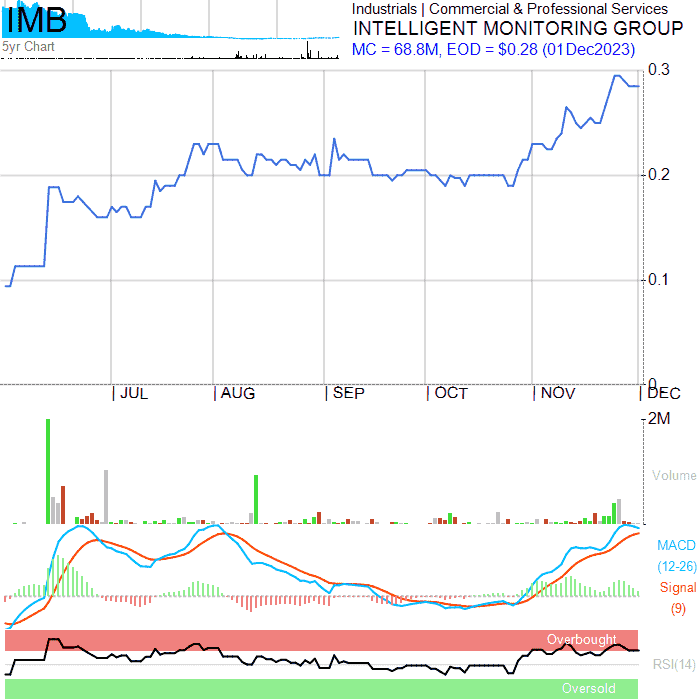 IMB
5yr Chart
Industrials | Commercial & Professional Services
INTELLIGENT MONITORING GROUP
MC = 68.8M, EOD = $0.28 (01Dec2023)
0.3
0.2
0.1
0
JUL AUG SEP OCT NOV DEC
2M
Volume
MACD
(12-26)
Signal
(9)
Overbought
RSI(14)
Oversold